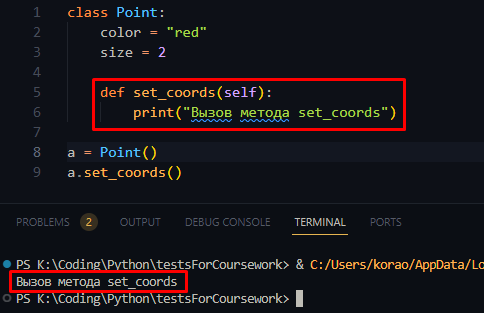 1 class Point:
2 color = "red"
3 size = 2
4
5 def set_coords(self):
6 print("Вызов метода set_coords")
7
8 a = Point()
9 a.set_coords()
PROBLEMS 2 OUTPUT DEBUG CONSOLE TERMINAL PORTS
PS K:\Coding\Python\testsForCoursework> & C:/Users/korao/AppData/Lo
Вызов метода set_coords
PS K:\Coding\Python\testsForCoursework>